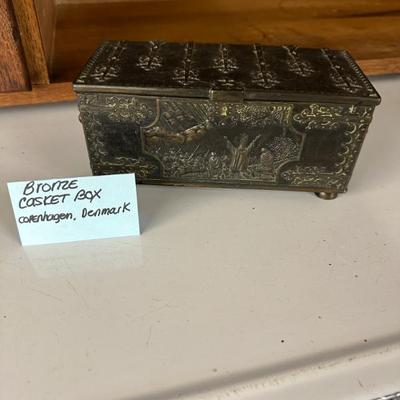 Bronze
Casket Box
copenhagen, Denmark